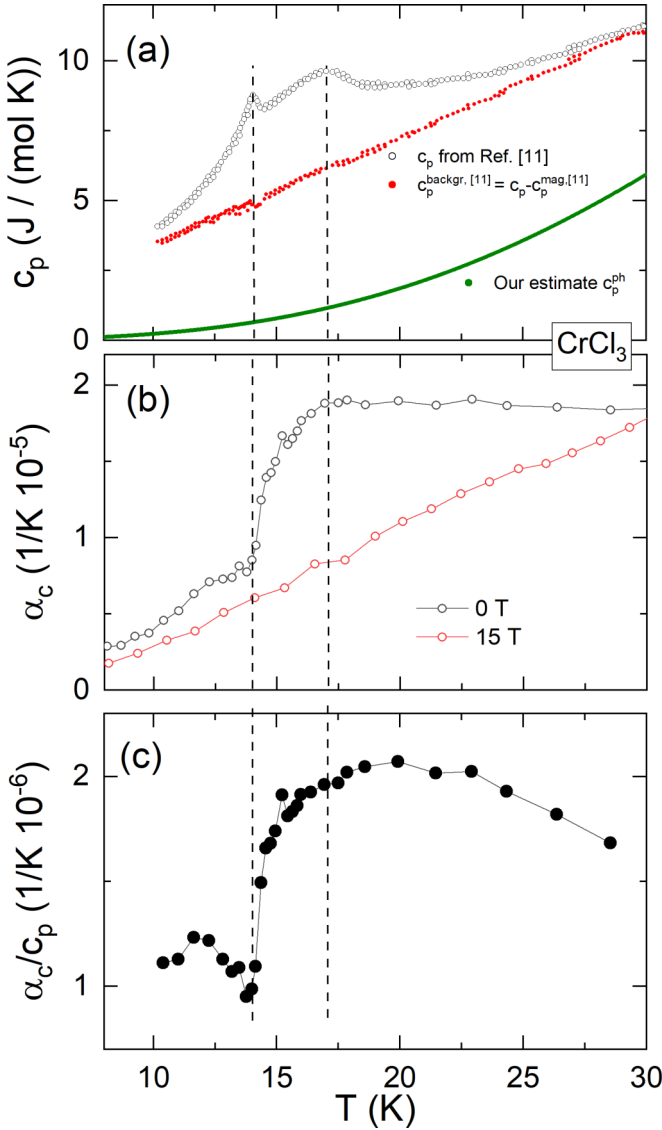 (a)
10
5
0
c_p (J / (mol K))
c_p from Ref. [11]
c_p^backgr, [11] = c_p-c_p^mag,[11]
Our estimate c_p^ph
CrCl_3
(b)
2
1
0
α_c (1/K 10^-5)
0 T
15 T
(c)
2
1
α_c/c_p (1/K 10^-6)
10 15 20 25 30
T (K)